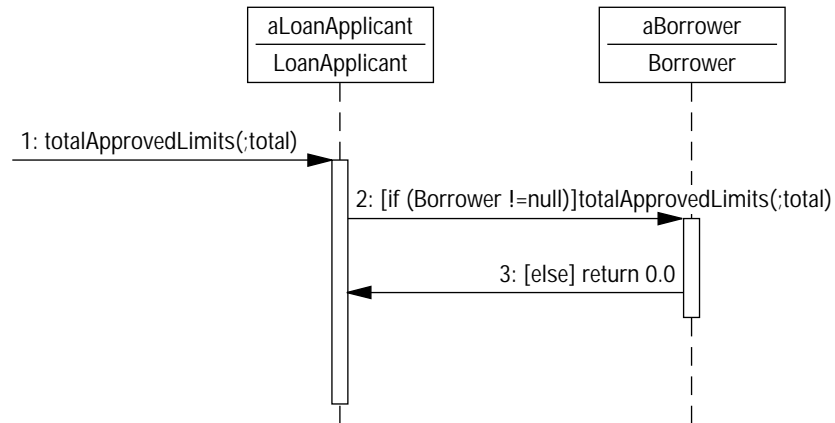 aLoanApplicant
LoanApplicant
aBorrower
Borrower
1: totalApprovedLimits(;total)
2: [if (Borrower !=null)]totalApprovedLimits(;total)
3: [else] return 0.0